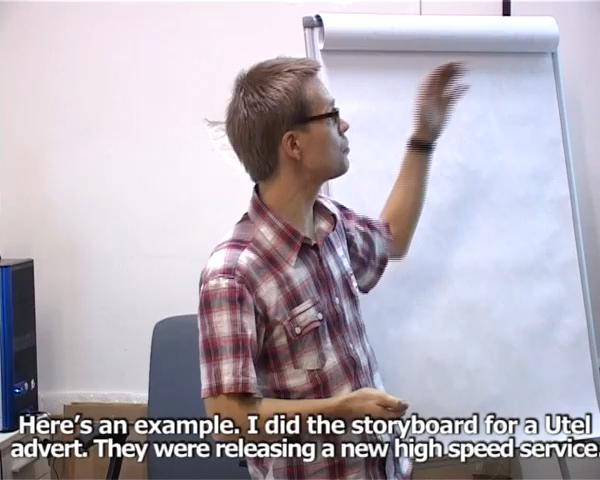 Here's an example. I did the storyboard for a Utel
advert. They were releasing a new high-speed service.